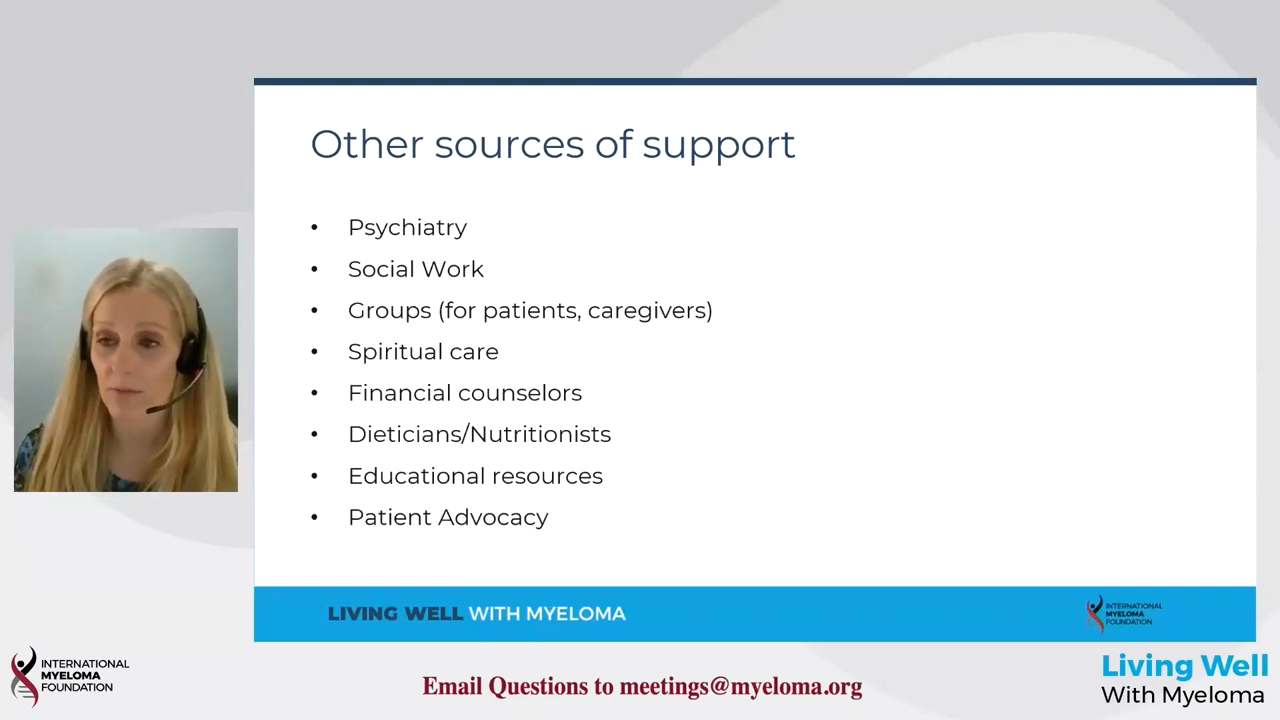 Other sources of support
• Psychiatry
• Social Work
• Groups (for patients, caregivers)
• Spiritual care
• Financial counselors
• Dieticians/Nutritionists
• Educational resources
• Patient Advocacy
LIVING WELL WITH MYELOMA
INTERNATIONAL
MYELOMA
FOUNDATION
INTERNATIONAL
MYELOMA
FOUNDATION
Email Questions to meetings@myeloma.org
Living Well
With Myeloma